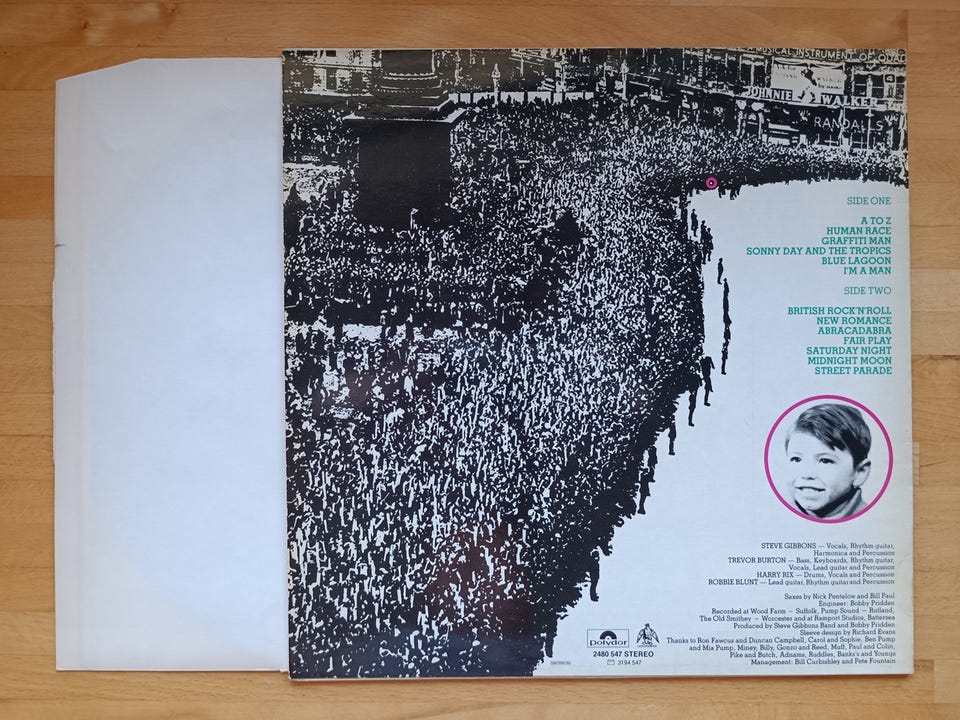 MUSICAL INSTRUMENT OF QUAL
JOHNNIE WALKER
RANDALLS
SIDE ONE
A TO Z
HUMAN RACE
GRAFFITI MAN
SONNY DAY AND THE TROPICS
BLUE LAGOON
I'M A MAN
SIDE TWO
BRITISH ROCK'N'ROLL
NEW ROMANCE
ABRACADABRA
FAIR PLAY
SATURDAY NIGHT
MIDNIGHT MOON
STREET PARADE
STEVE GIBBONS — Vocals, Rhythm guitar,
Harmonica and Percussion
TREVOR BURTON — Bass, Keyboards, Rhythm guitar,
Vocals, Lead guitar and Percussion
HARRY RIX — Drums, Vocals and Percussion
ROBBIE BLUNT — Lead guitar, Rhythm guitar and Percussion
Saxes by Nick Pentelow and Bill Paul
Engineer: Bobby Pridden
Recorded at Wood Farm – Suffolk, Pump Sound – Rutland,
The Old Smithey – Worcester and at Ramport Studios, Battersea
Produced by Steve Gibbons Band and Bobby Pridden
Sleeve design by Richard Evans
Thanks to Ron Fawcus and Duncan Campbell, Carol and Sophie, Ben Pump
and Mia Pump, Miney, Billy, Gonzo and Reed, Muff, Paul and Colin,
Pike and Butch, Adnams, Ruddles, Banks's and Youngs
Management: Bill Curbishley and Pete Fountain
polydor
2480 547 STEREO
3194 547